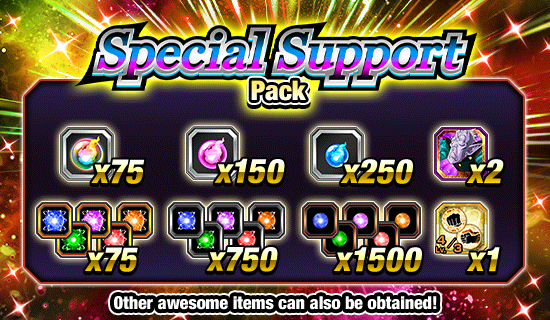 Special Support
Pack
x75 x150 x250 x2
x75 x750 x1500 x1
Other awesome items can also be obtained!